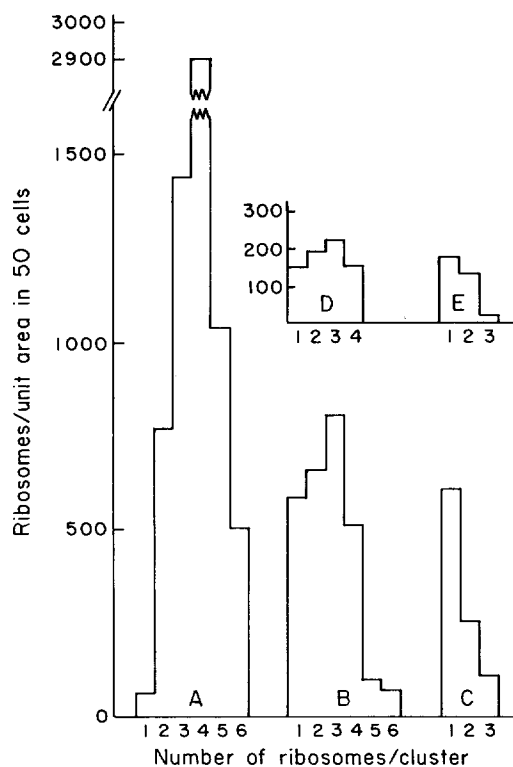 3000
2900
1500
1000
500
0
Ribosomes/unit area in 50 cells
300
200
100
D
E
1 2 3 4
1 2 3
A
B
C
1 2 3 4 5 6
1 2 3 4 5 6
1 2 3
Number of ribosomes/cluster